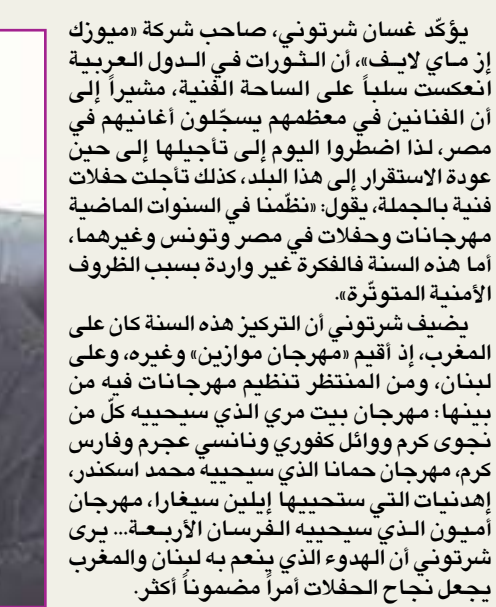 يؤكّد غسان شرتوني، صاحب شركة «ميوزك
إز ماي لايف»، أن الثورات في الدول العربية
انعكست سلباً على الساحة الفنية، مشيراً إلى
أن الفنانين في معظمهم يسجّلون أغانيهم في
مصر، لذا اضطروا اليوم إلى تأجيلها إلى حين
عودة الاستقرار إلى هذا البلد، كذلك تأجلت حفلات
فنية بالجملة، يقول: «نظّمنا في السنوات الماضية
مهرجانات وحفلات في مصر وتونس وغيرهما،
أما هذه السنة فالفكرة غير واردة بسبب الظروف
الأمنية المتوتّرة».
يضيف شرتوني أن التركيز هذه السنة كان على
المغرب، إذ أقيم «مهرجان موازين» وغيره، وعلى
لبنان، ومن المنتظر تنظيم مهرجانات فيه من
بينها: مهرجان بيت مري الذي سيحييه كلّ من
نجوى كرم ووائل كفوري ونانسي عجرم وفارس
كرم، مهرجان حمانا الذي سيحييه محمد اسكندر،
إهدنيات التي ستحييها إيلين سيغارا، مهرجان
أميون الذي سيحييه الفرسان الأربعة... يرى
شرتوني أن الهدوء الذي ينعم به لبنان والمغرب
يجعل نجاح الحفلات أمراً مضموناً أكثر.